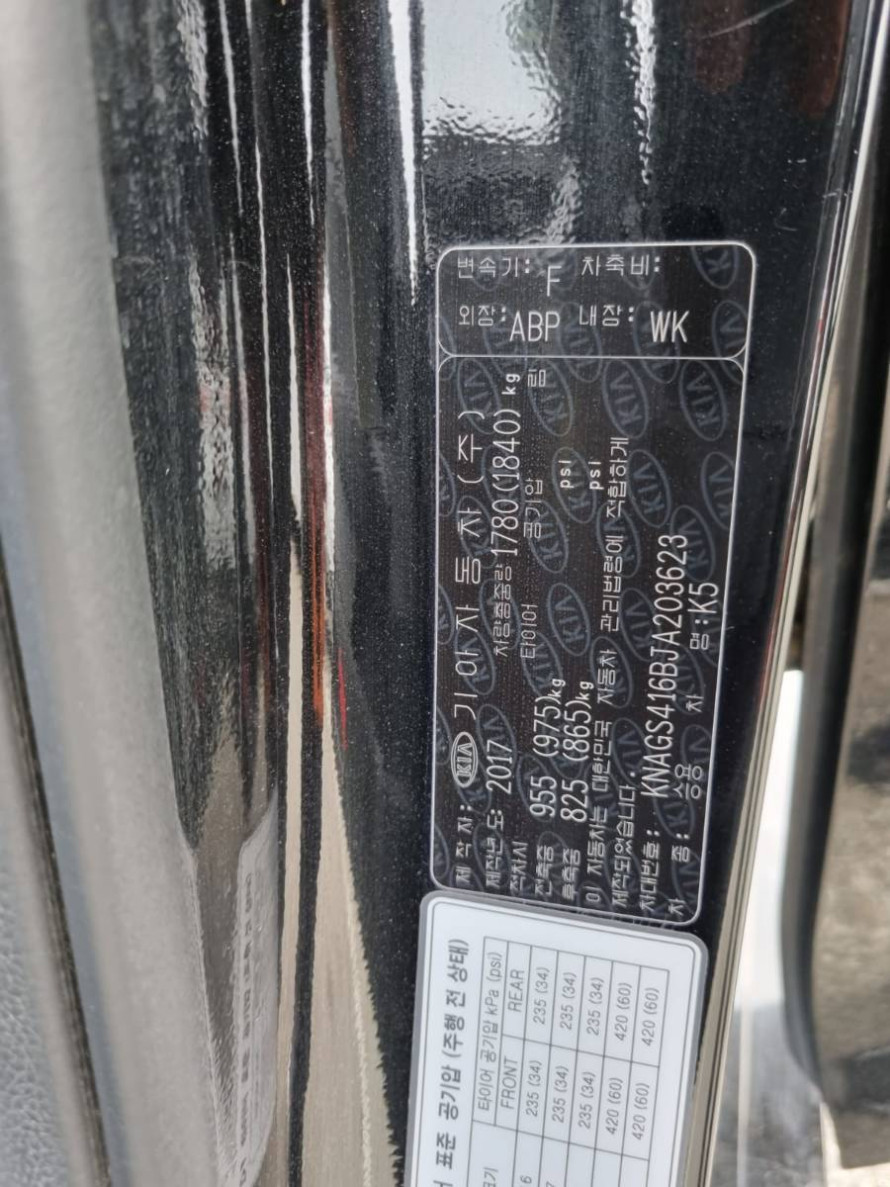 변속기: F 차축비:
외장: ABP 내장: WK
제 작 자: KIA 기아자동차(주)
제작년도: 2017 차량총중량 1780(1840) kg 및
적차시 타이어 공기압
전축중 955 (975)kg psi
후축중 825 (865)kg psi
이 자동차는 대한민국 자동차 관리법령에 적합하게
제작되었습니다.
차대번호: KNAGS416BJA203623
차 종: 승용 차 명: K5
표준 공기압 (주행 전 상태)
타이어 공기압 kPa (psi)
FRONT REAR
235 (34) 235 (34)
235 (34) 235 (34)
235 (34) 235 (34)
420 (60) 420 (60)
420 (60) 420 (60)